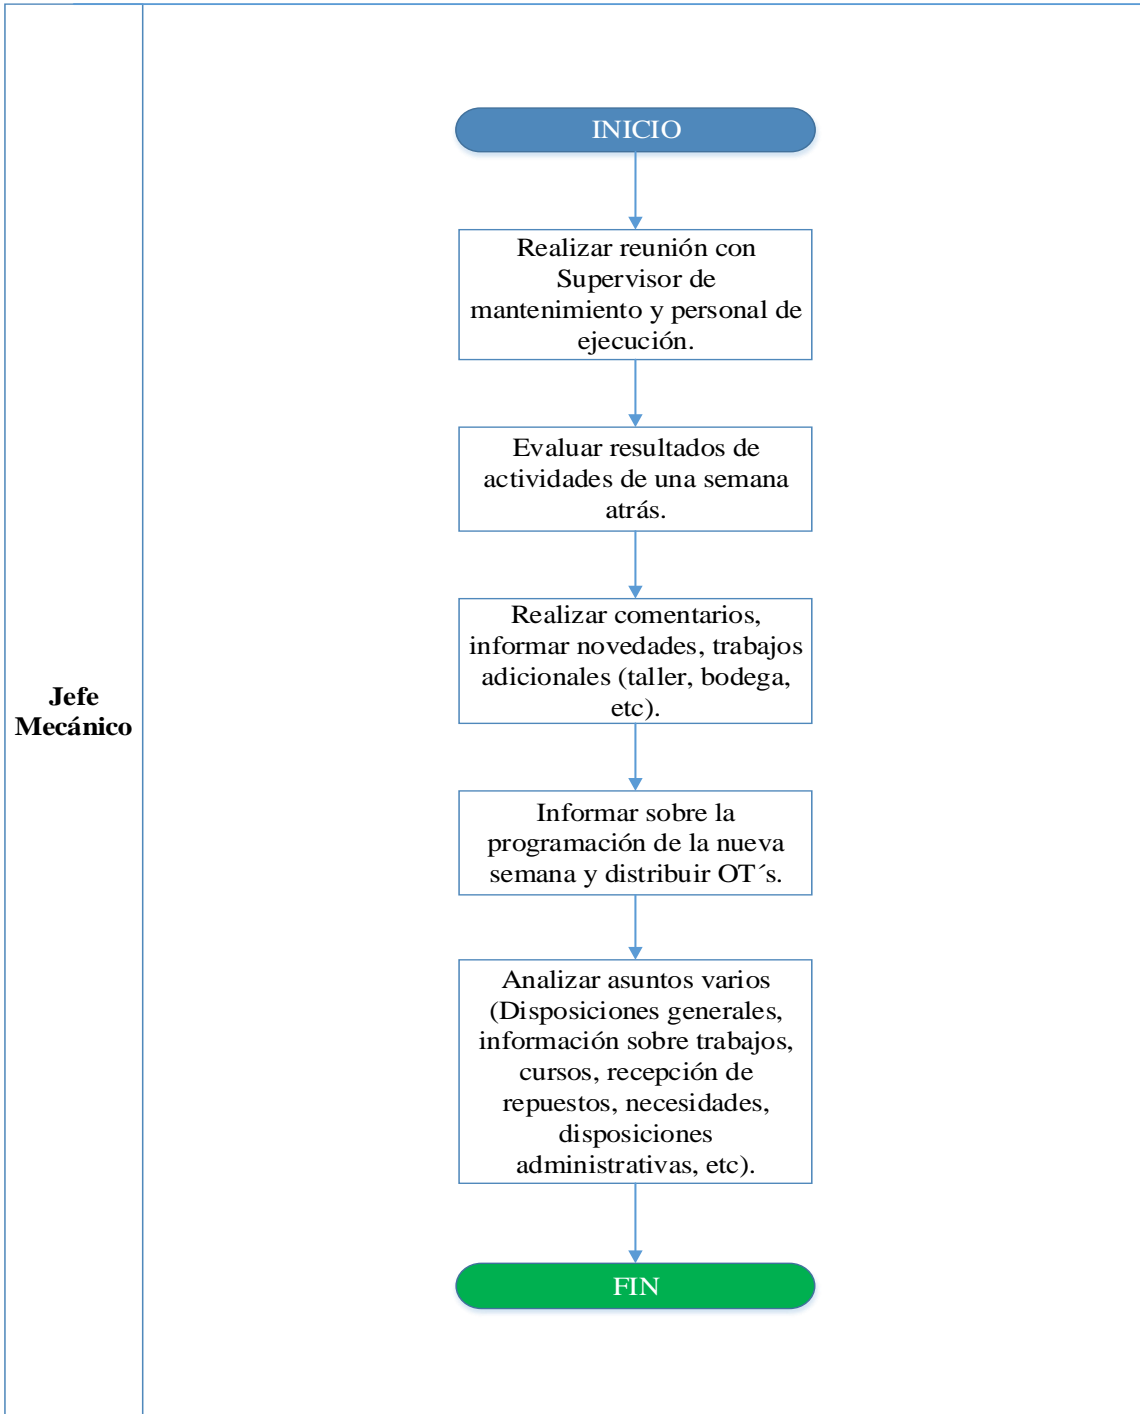 INICIO
Realizar reunión con
Supervisor de
mantenimiento y personal de
ejecución.
Evaluar resultados de
actividades de una semana
atrás.
Realizar comentarios,
informar novedades, trabajos
adicionales (taller, bodega,
etc).
Jefe
Mecánico
Informar sobre la
programación de la nueva
semana y distribuir OT´s.
Analizar asuntos varios
(Disposiciones generales,
información sobre trabajos,
cursos, recepción de
repuestos, necesidades,
disposiciones
administrativas, etc).
FIN